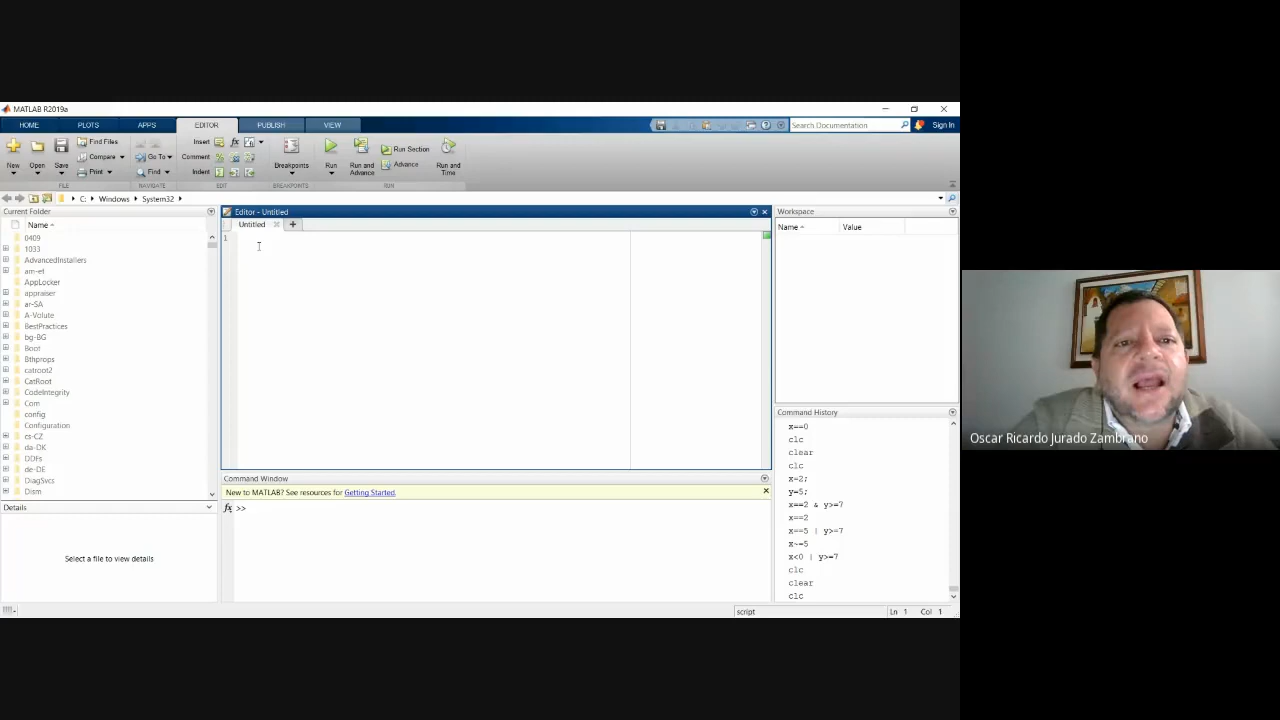 MATLAB R2019a
HOME PLOTS APPS EDITOR PUBLISH VIEW
Search Documentation
Sign In
New
Open
Save
Find Files
Compare
Print
FILE
Go To
Find
NAVIGATE
Insert
Comment
Indent
EDIT
Breakpoints
BREAKPOINTS
Run
Run and
Advance
Run Section
Advance
Run and
Time
RUN
C: Windows System32
Current Folder
Name
0409
1033
AdvancedInstallers
am-et
AppLocker
appraiser
ar-SA
A-Volute
BestPractices
bg-BG
Boot
Bthprops
catroot2
CatRoot
CodeIntegrity
Com
config
Configuration
cs-CZ
da-DK
DDFs
de-DE
DiagSvcs
Dism
Details
Select a file to view details
Editor - Untitled
Untitled
1
Command Window
New to MATLAB? See resources for Getting Started.
fx >>
Workspace
Name Value
Command History
x==0
clc
clear
clc
x=2;
y=5;
x==2 & y>=7
x==2
x==5 | y>=7
x~=5
x<0 | y>=7
clc
clear
clc
script
Ln 1 Col 1
Oscar Ricardo Jurado Zambrano